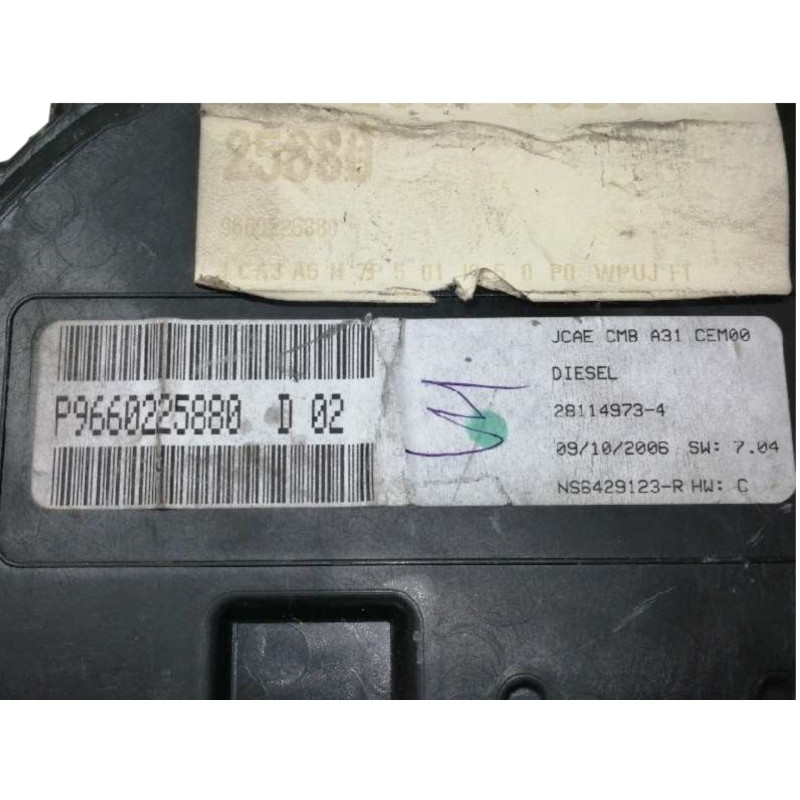 25880
9660225880
P9660225880 D 02
JCAE CMB A31 CEM00
DIESEL
28114973-4
09/10/2006 SW: 7.04
NS6429123-R HW: C